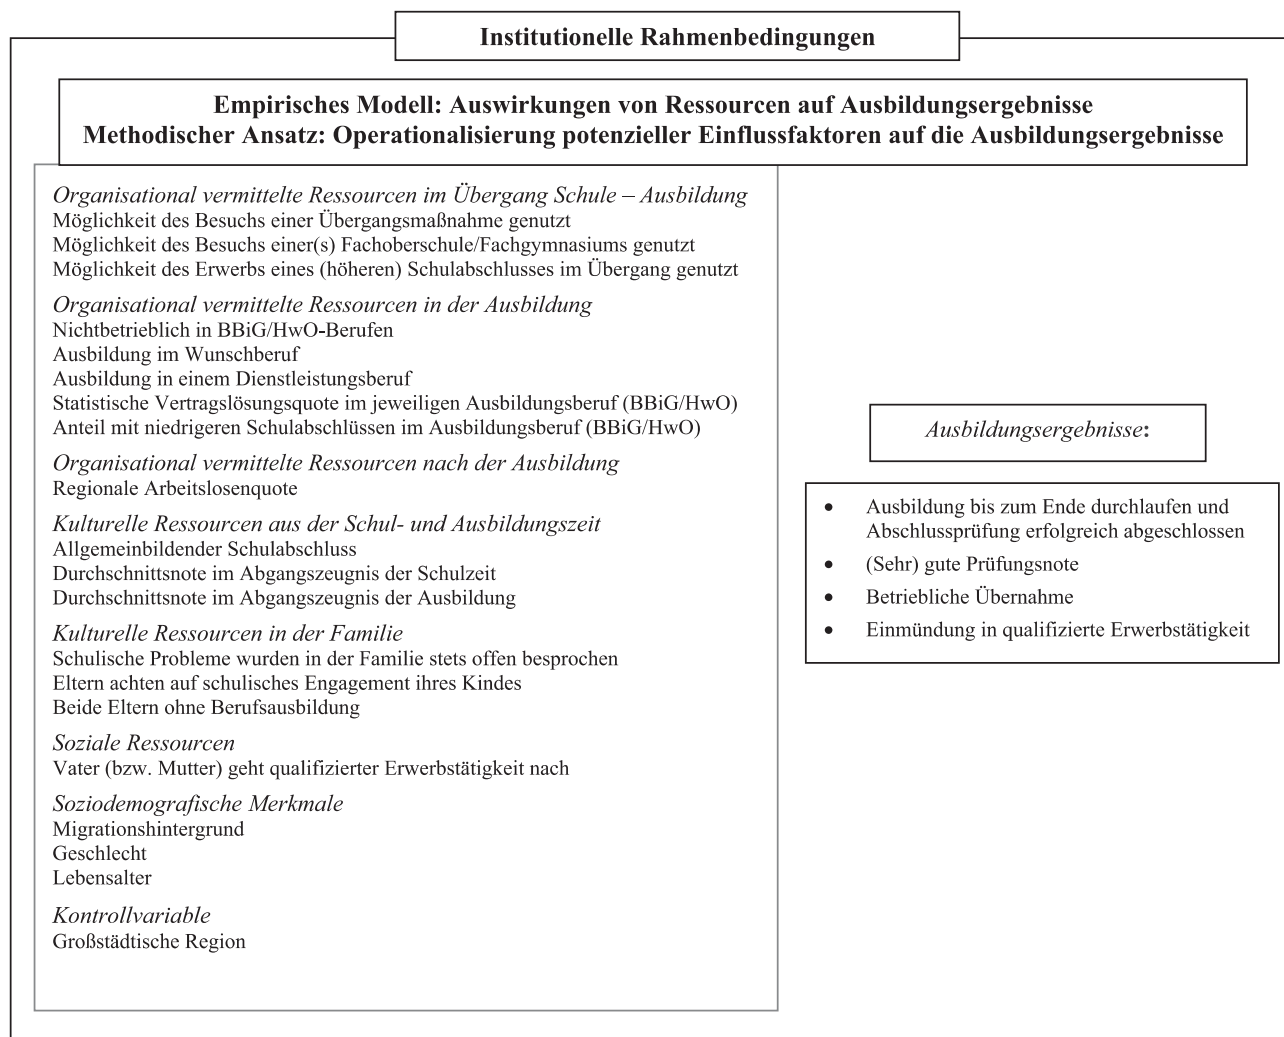 Institutionelle Rahmenbedingungen
Empirisches Modell: Auswirkungen von Ressourcen auf Ausbildungsergebnisse
Methodischer Ansatz: Operationalisierung potenzieller Einflussfaktoren auf die Ausbildungsergebnisse
Organisational vermittelte Ressourcen im Übergang Schule – Ausbildung
Möglichkeit des Besuchs einer Übergangsmaßnahme genutzt
Möglichkeit des Besuchs einer(s) Fachoberschule/Fachgymnasiums genutzt
Möglichkeit des Erwerbs eines (höheren) Schulabschlusses im Übergang genutzt
Organisational vermittelte Ressourcen in der Ausbildung
Nichtbetrieblich in BBiG/HwO-Berufen
Ausbildung im Wunschberuf
Ausbildung in einem Dienstleistungsberuf
Statistische Vertragslösungsquote im jeweiligen Ausbildungsberuf (BBiG/HwO)
Anteil mit niedrigeren Schulabschlüssen im Ausbildungsberuf (BBiG/HwO)
Organisational vermittelte Ressourcen nach der Ausbildung
Regionale Arbeitslosenquote
Kulturelle Ressourcen aus der Schul- und Ausbildungszeit
Allgemeinbildender Schulabschluss
Durchschnittsnote im Abgangszeugnis der Schulzeit
Durchschnittsnote im Abgangszeugnis der Ausbildung
Kulturelle Ressourcen in der Familie
Schulische Probleme wurden in der Familie stets offen besprochen
Eltern achten auf schulisches Engagement ihres Kindes
Beide Eltern ohne Berufsausbildung
Soziale Ressourcen
Vater (bzw. Mutter) geht qualifizierter Erwerbstätigkeit nach
Soziodemografische Merkmale
Migrationshintergrund
Geschlecht
Lebensalter
Kontrollvariable
Großstädtische Region
Ausbildungsergebnisse:
• Ausbildung bis zum Ende durchlaufen und
Abschlussprüfung erfolgreich abgeschlossen
• (Sehr) gute Prüfungsnote
• Betriebliche Übernahme
• Einmündung in qualifizierte Erwerbstätigkeit